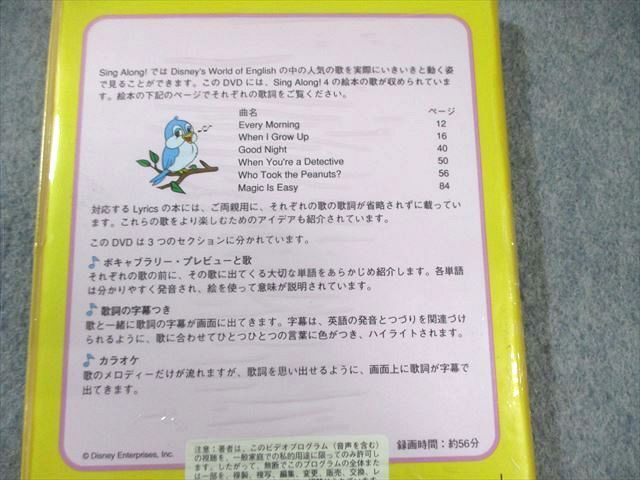 Sing Along! では Disney's World of English の中の人気の歌を実際にいきいきと動く姿
で見ることができます。この DVD には、Sing Along! 4 の絵本の歌が収められていま
す。絵本の下記のページでそれぞれの歌詞をご覧ください。
曲名 ページ
Every Morning 12
When I Grow Up 16
Good Night 40
When You're a Detective 50
Who Took the Peanuts? 56
Magic Is Easy 84
対応する Lyrics の本には、ご両親用に、それぞれの歌の歌詞が省略されずに載ってい
ます。これらの歌をより楽しむためのアイデアも紹介されています。
この DVD は 3 つのセクションに分かれています。
ボキャブラリー・プレビューと歌
それぞれの歌の前に、その歌に出てくる大切な単語をあらかじめ紹介します。各単語
は分かりやすく発音され、絵を使って意味が説明されています。
歌詞の字幕つき
歌と一緒に歌詞の字幕が画面に出てきます。字幕は、英語の発音とつづりを関連づけ
られるように、歌に合わせてひとつひとつの言葉に色がつき、ハイライトされます。
カラオケ
歌のメロディーだけが流れますが、歌詞を思い出せるように、画面上に歌詞が字幕で
出てきます。
© Disney Enterprises, Inc.
録画時間：約56分
注意：著者は、このビデオプログラム（音声を含む）
の視聴を、一般家庭での私的用途に限ってのみ許可し
ます。したがって、無断でこのプログラムの全体また
は一部を、複製、複写、編集、変更、販売、交換、レ